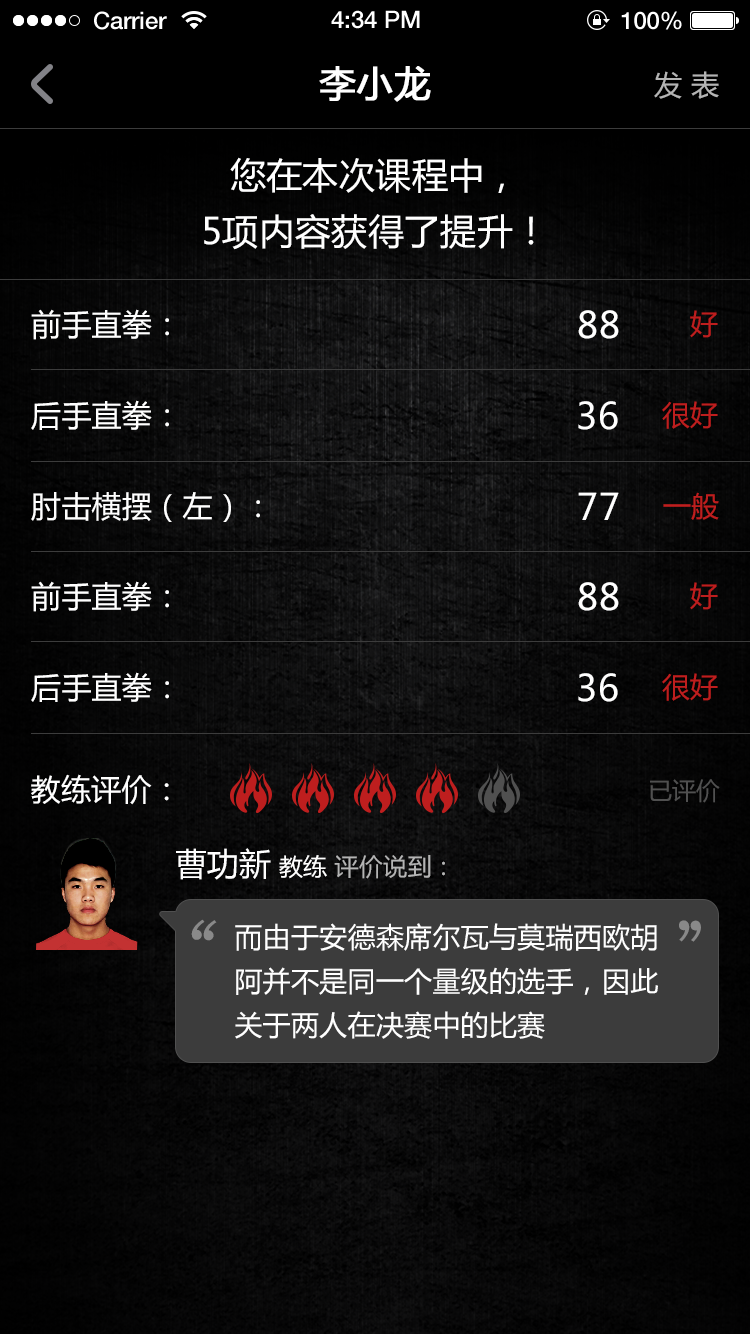 Carrier 4:34 PM 100%
李小龙 发 表
您在本次课程中，
5项内容获得了提升！
前手直拳： 88 好
后手直拳： 36 很好
肘击横摆（左）： 77 一般
前手直拳： 88 好
后手直拳： 36 很好
教练评价： 已评价
曹功新 教练 评价说到：
“ 而由于安德森席尔瓦与莫瑞西欧胡 ”
阿并不是同一个量级的选手，因此
关于两人在决赛中的比赛